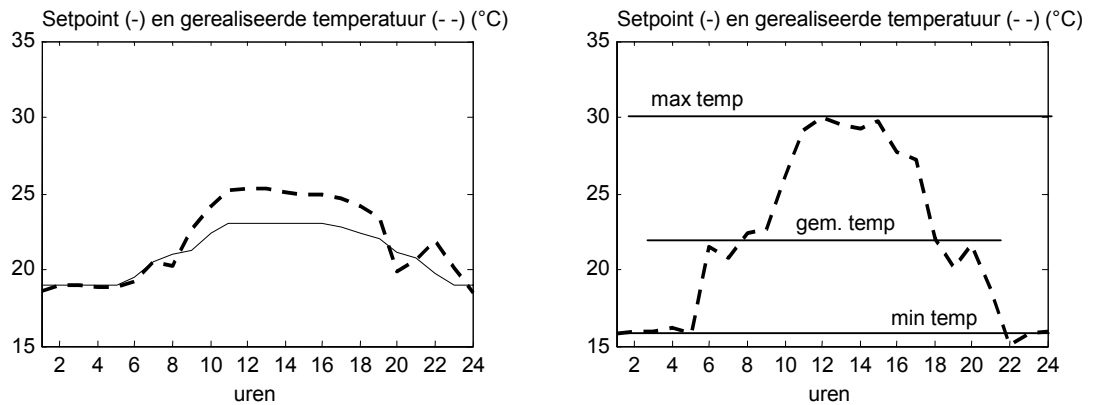 Setpoint (-) en gerealiseerde temperatuur (- -) (°C)
35
30
25
20
15
2 4 6 8 10 12 14 16 18 20 22 24
uren
Setpoint (-) en gerealiseerde temperatuur (- -) (°C)
35
max temp
30
25
gem. temp
20
min temp
15
2 4 6 8 10 12 14 16 18 20 22 24
uren